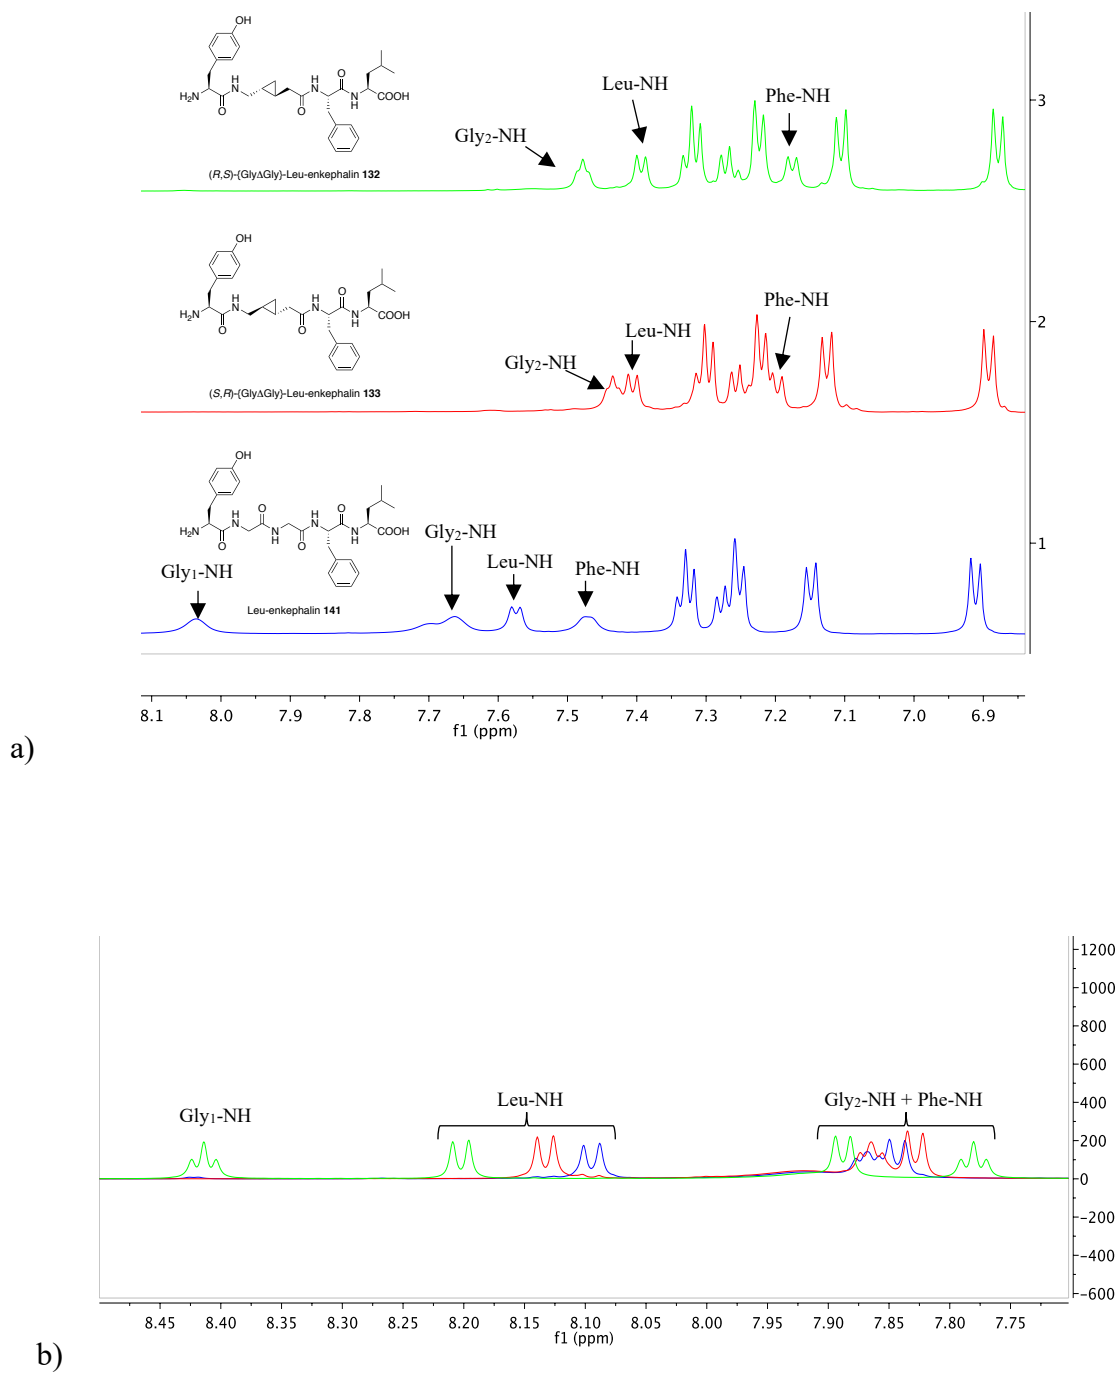 OH
H₂N
O
H
N
O
N
H
O
COOH
(R,S)-{GlyΔGly}-Leu-enkephalin 132
Gly₂-NH
Leu-NH
Phe-NH
3
OH
H₂N
O
H
N
O
H
N
O
N
H
COOH
(S,R)-{GlyΔGly}-Leu-enkephalin 133
Gly₂-NH
Leu-NH
Phe-NH
2
OH
H₂N
O
H
N
O
N
H
O
H
N
O
N
H
COOH
Leu-enkephalin 141
Gly₁-NH
Gly₂-NH
Leu-NH
Phe-NH
1
8.1 8.0 7.9 7.8 7.7 7.6 7.5 7.4 7.3 7.2 7.1 7.0 6.9
f1 (ppm)
a)
Gly₁-NH
Leu-NH
Gly₂-NH + Phe-NH
1200
1000
800
600
400
200
0
-200
-400
-600
8.45 8.40 8.35 8.30 8.25 8.20 8.15 8.10 8.05 8.00 7.95 7.90 7.85 7.80 7.75
f1 (ppm)
b)